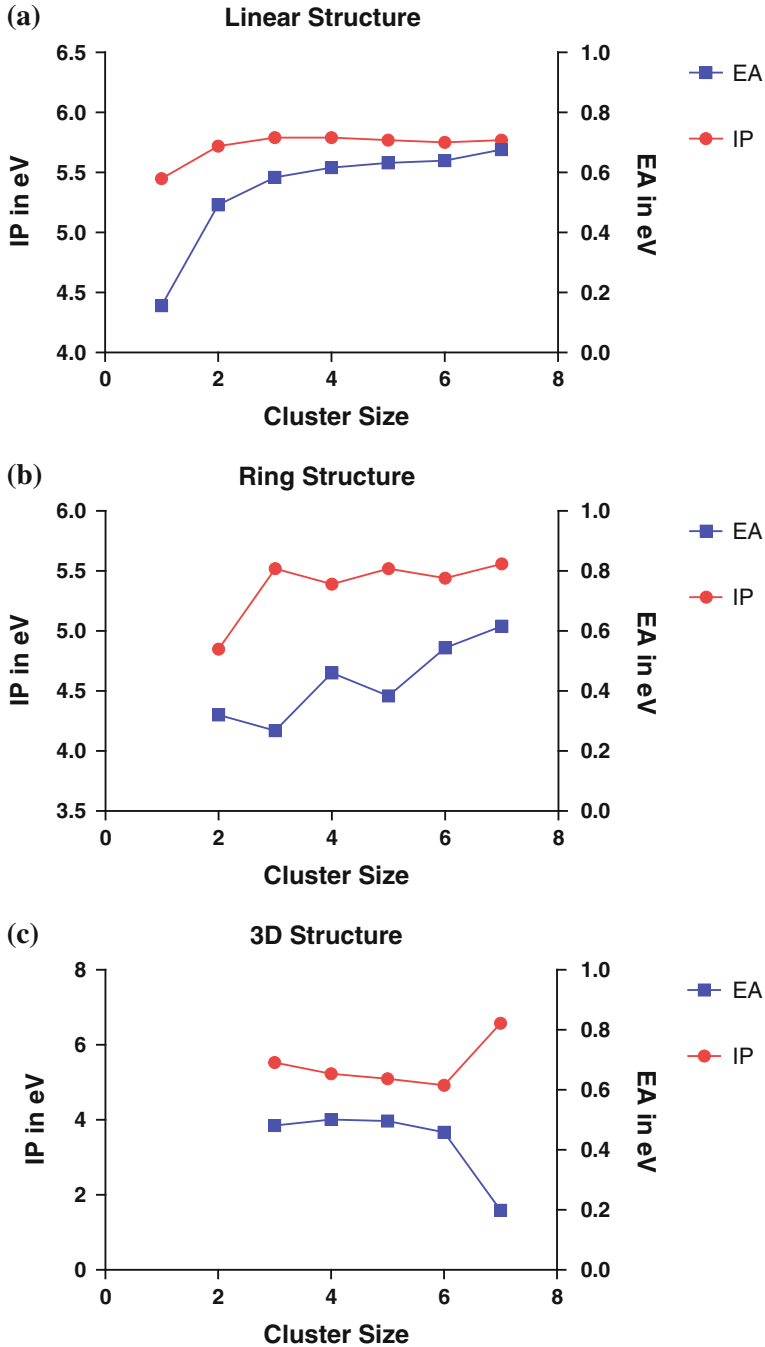 (a)
Linear Structure
6.5
6.0
5.5
5.0
4.5
4.0
IP in eV
1.0
0.8
0.6
0.4
0.2
0.0
EA in eV
0 2 4 6 8
Cluster Size
EA
IP
(b)
Ring Structure
6.0
5.5
5.0
4.5
4.0
3.5
IP in eV
1.0
0.8
0.6
0.4
0.2
0.0
EA in eV
0 2 4 6 8
Cluster Size
EA
IP
(c)
3D Structure
8
6
4
2
0
IP in eV
1.0
0.8
0.6
0.4
0.2
0.0
EA in eV
0 2 4 6 8
Cluster Size
EA
IP